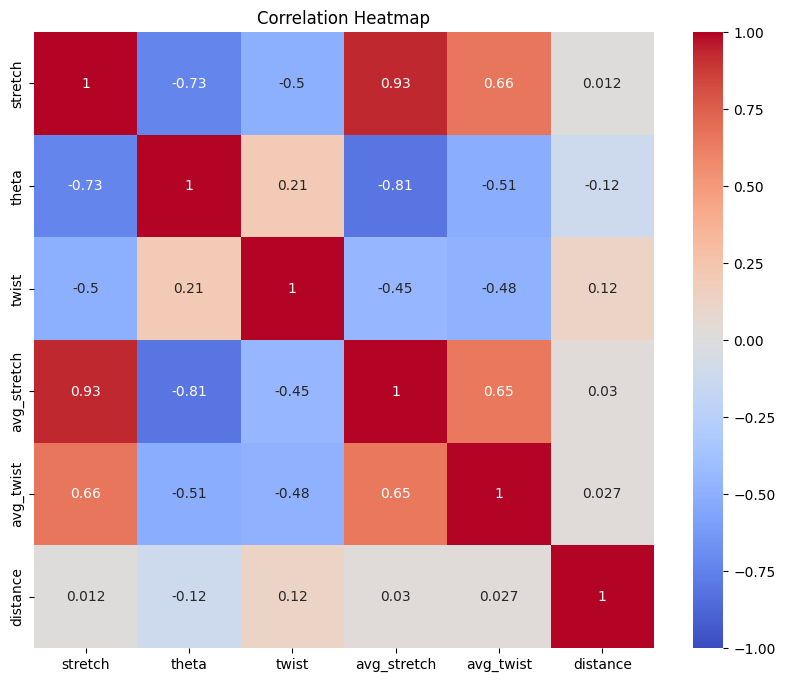 Correlation Heatmap
stretch 1 -0.73 -0.5 0.93 0.66 0.012
theta -0.73 1 0.21 -0.81 -0.51 -0.12
twist -0.5 0.21 1 -0.45 -0.48 0.12
avg_stretch 0.93 -0.81 -0.45 1 0.65 0.03
avg_twist 0.66 -0.51 -0.48 0.65 1 0.027
distance 0.012 -0.12 0.12 0.03 0.027 1
stretch theta twist avg_stretch avg_twist distance
1.00
0.75
0.50
0.25
0.00
−0.25
−0.50
−0.75
−1.00